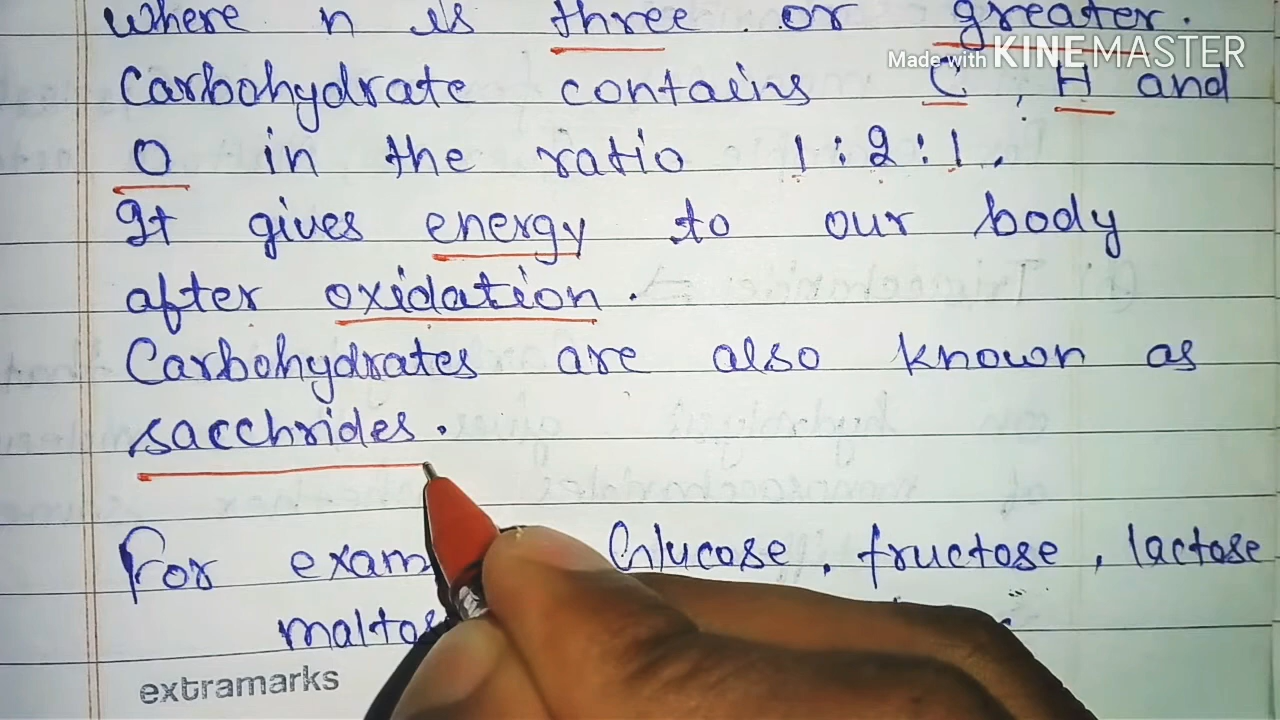 where n is three or greater.
Made with KINEMASTER
Carbohydrate contains C, H and
O in the ratio 1:2:1.
It gives energy to our body
after oxidation.
Carbohydrates are also known as
sacchrides.
For exam Glucose, fructose, lactose
maltos
extramarks